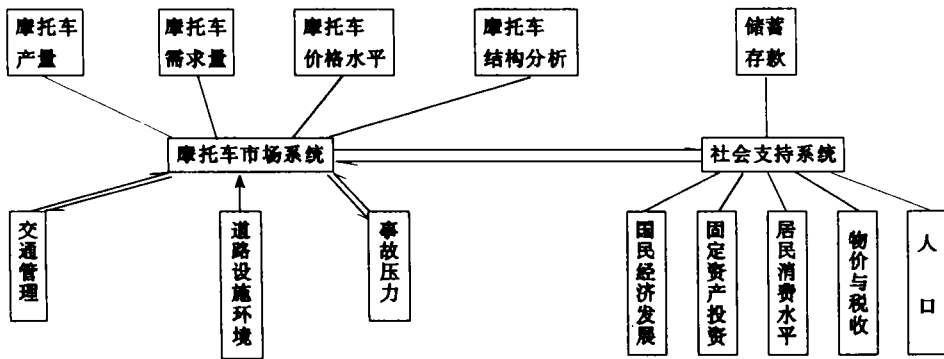 摩托车
产量
摩托车
需求量
摩托车
价格水平
摩托车
结构分析
储蓄
存款
摩托车市场系统
社会支持系统
交通管理
道路设施环境
事故压力
国民经济发展
固定资产投资
居民消费水平
物价与税收
人口